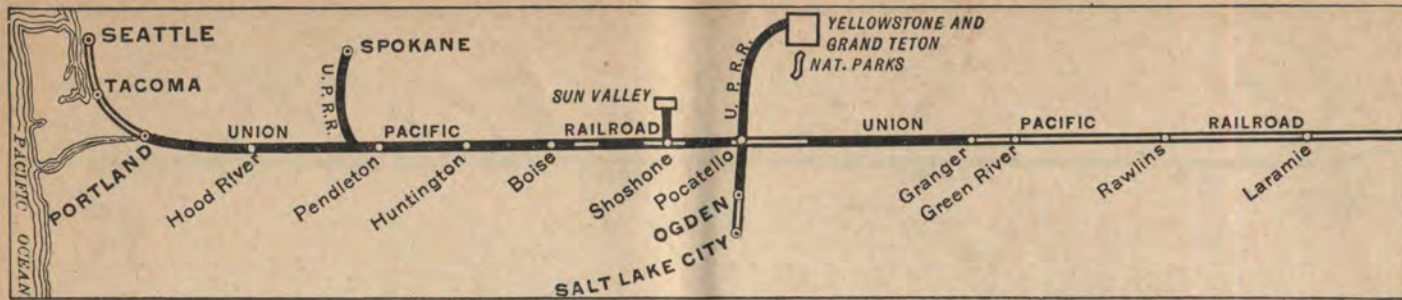 SEATTLE
TACOMA
PORTLAND
PACIFIC OCEAN
SPOKANE
U.P.R.R.
UNION PACIFIC RAILROAD
Hood River
Pendleton
Huntington
Boise
SUN VALLEY
Shoshone
Pocatello
OGDEN
SALT LAKE CITY
U. P. R. R.
YELLOWSTONE AND
GRAND TETON
NAT. PARKS
UNION PACIFIC RAILROAD
Granger
Green River
Rawlins
Laramie